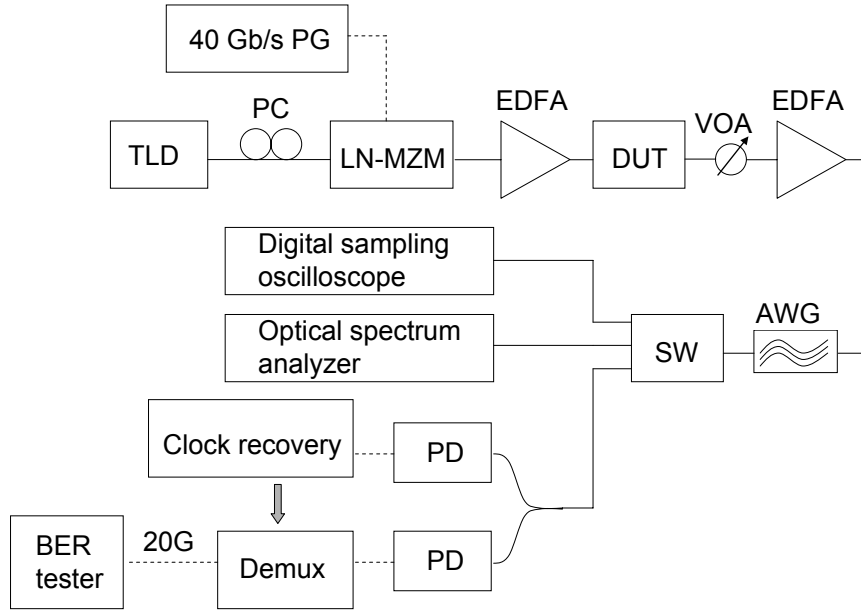 40 Gb/s PG
PC
EDFA
EDFA
VOA
TLD
LN-MZM
DUT
Digital sampling
oscilloscope
AWG
Optical spectrum
analyzer
SW
Clock recovery
PD
20G
BER
tester
Demux
PD